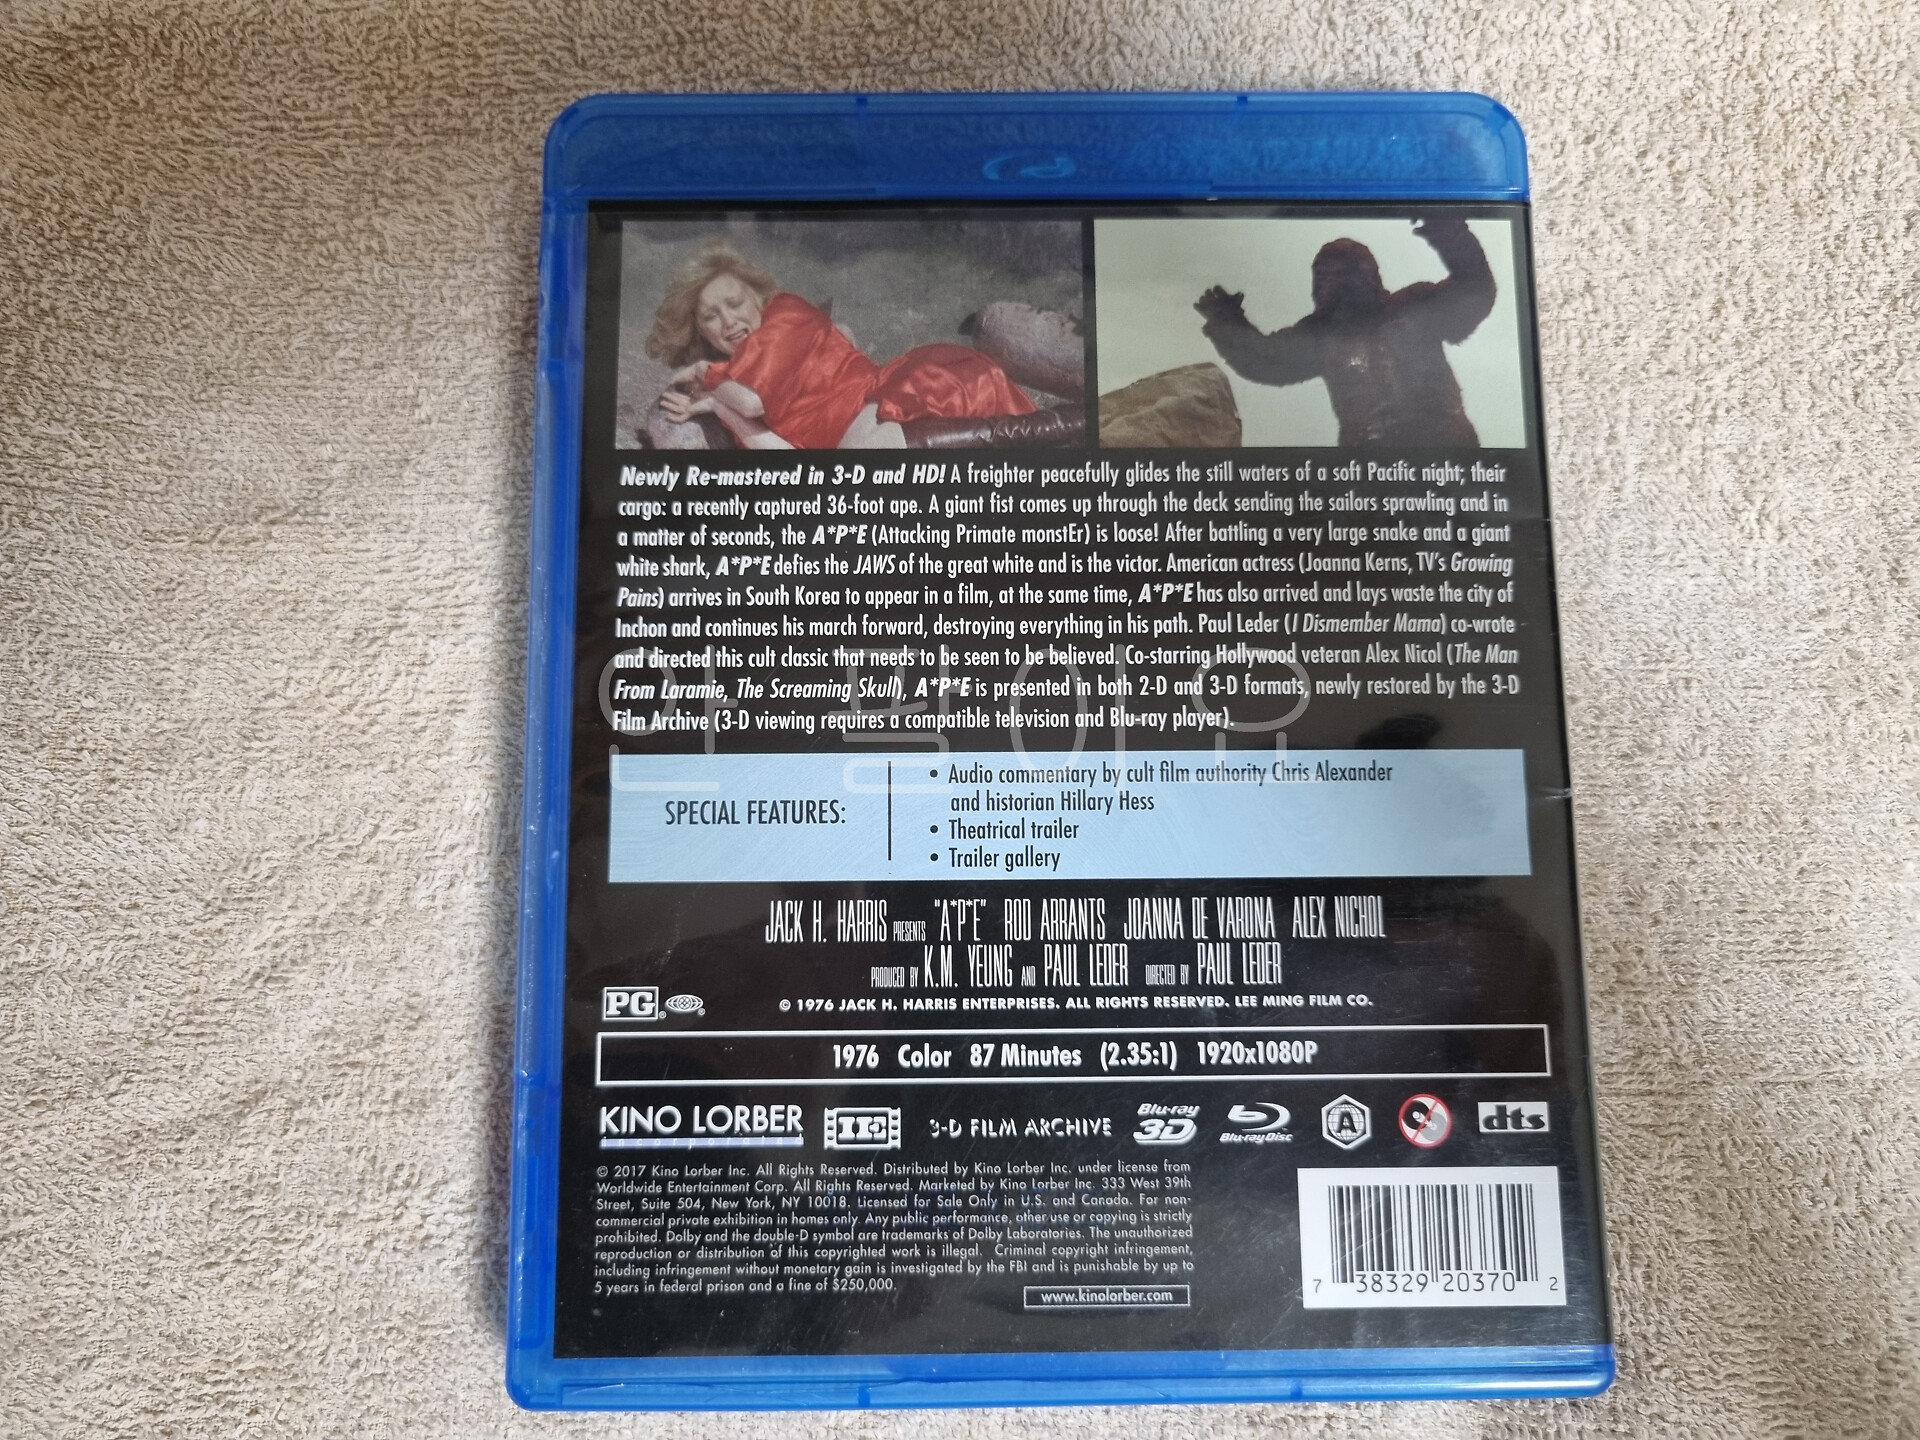 Newly Re-mastered in 3-D and HD! A freighter peacefully glides the still waters of a soft Pacific night; their
cargo: a recently captured 36-foot ape. A giant fist comes up through the deck sending the sailors sprawling and in
a matter of seconds, the A*P*E (Attacking Primate monstEr) is loose! After battling a very large snake and a giant
white shark, A*P*E defies the JAWS of the great white and is the victor. American actress (Joanna Kerns, TV's Growing
Pains) arrives in South Korea to appear in a film, at the same time, A*P*E has also arrived and lays waste the city of
Inchon and continues his march forward, destroying everything in his path. Paul Leder (I Dismember Mama) co-wrote
and directed this cult classic that needs to be seen to be believed. Co-starring Hollywood veteran Alex Nicol (The Man
From Laramie, The Screaming Skull), A*P*E is presented in both 2-D and 3-D formats, newly restored by the 3-D
Film Archive (3-D viewing requires a compatible television and Blu-ray player).
안 팔아요
SPECIAL FEATURES:
• Audio commentary by cult film authority Chris Alexander
and historian Hillary Hess
• Theatrical trailer
• Trailer gallery
JACK H. HARRIS PRESENTS "A*P*E" ROD ARRANTS JOANNA DE VARONA ALEX NICHOL
PRODUCED BY K.M. YEUNG AND PAUL LEDER DIRECTED BY PAUL LEDER
PG ® ®
© 1976 JACK H. HARRIS ENTERPRISES. ALL RIGHTS RESERVED. LEE MING FILM CO.
1976 Color 87 Minutes (2.35:1) 1920x1080P
KINO LORBER
incorporated
3-D FILM ARCHIVE
Blu-ray
3D
Blu-ray Disc
A
dts
© 2017 Kino Lorber Inc. All Rights Reserved. Distributed by Kino Lorber Inc. under license from
Worldwide Entertainment Corp. All Rights Reserved. Marketed by Kino Lorber Inc. 333 West 39th
Street, Suite 504, New York, NY 10018. Licensed for Sale Only in U.S. and Canada. For non-
commercial private exhibition in homes only. Any public performance, other use or copying is strictly
prohibited. Dolby and the double-D symbol are trademarks of Dolby Laboratories. The unauthorized
reproduction or distribution of this copyrighted work is illegal. Criminal copyright infringement,
including infringement without monetary gain is investigated by the FBI and is punishable by up to
5 years in federal prison and a fine of $250,000.
www.kinolorber.com
7 38329 20370 2